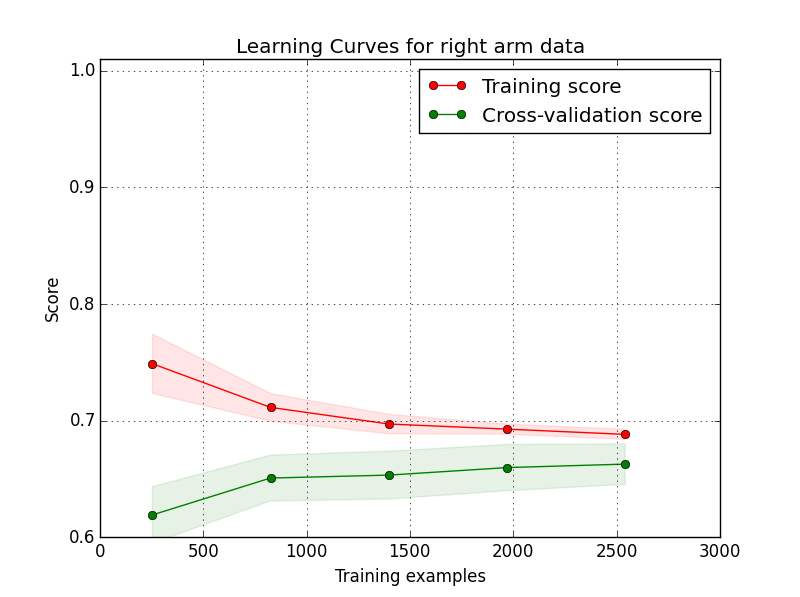 Learning Curves for right arm data
Training score
Cross-validation score
1.0
0.9
0.8
0.7
0.6
Score
0 500 1000 1500 2000 2500 3000
Training examples